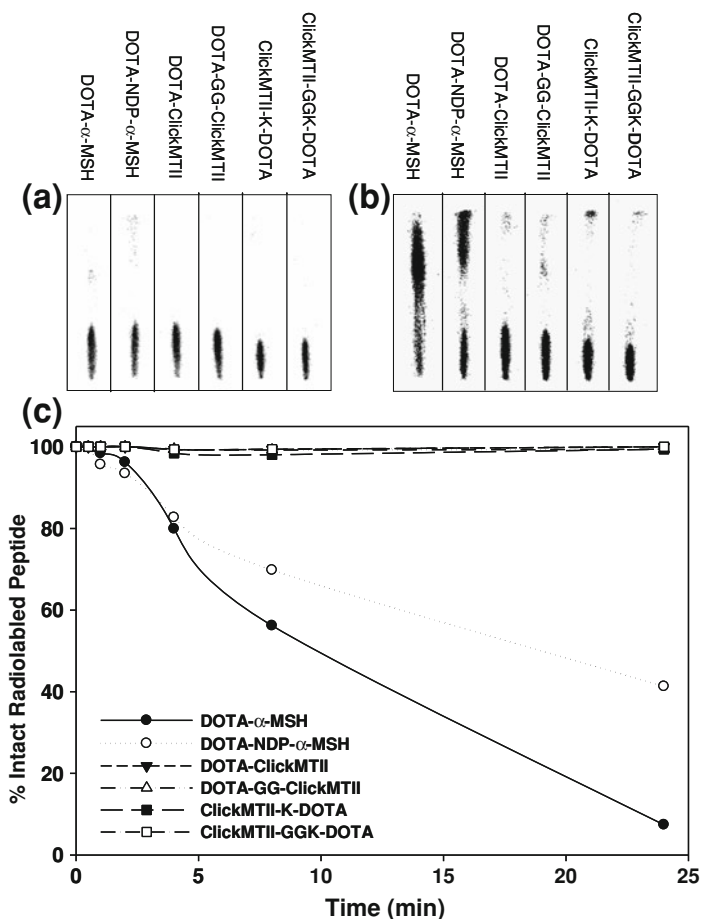 DOTA-α-MSH
DOTA-NDP-α-MSH
DOTA-ClickMTII
DOTA-GG-ClickMTII
ClickMTII-K-DOTA
ClickMTII-GGK-DOTA
DOTA-α-MSH
DOTA-NDP-α-MSH
DOTA-ClickMTII
DOTA-GG-ClickMTII
ClickMTII-K-DOTA
ClickMTII-GGK-DOTA
(a)
(b)
(c)
% Intact Radiolabled Peptide
100
80
60
40
20
0
DOTA-α-MSH
DOTA-NDP-α-MSH
DOTA-ClickMTII
DOTA-GG-ClickMTII
ClickMTII-K-DOTA
ClickMTII-GGK-DOTA
0 5 10 15 20 25
Time (min)